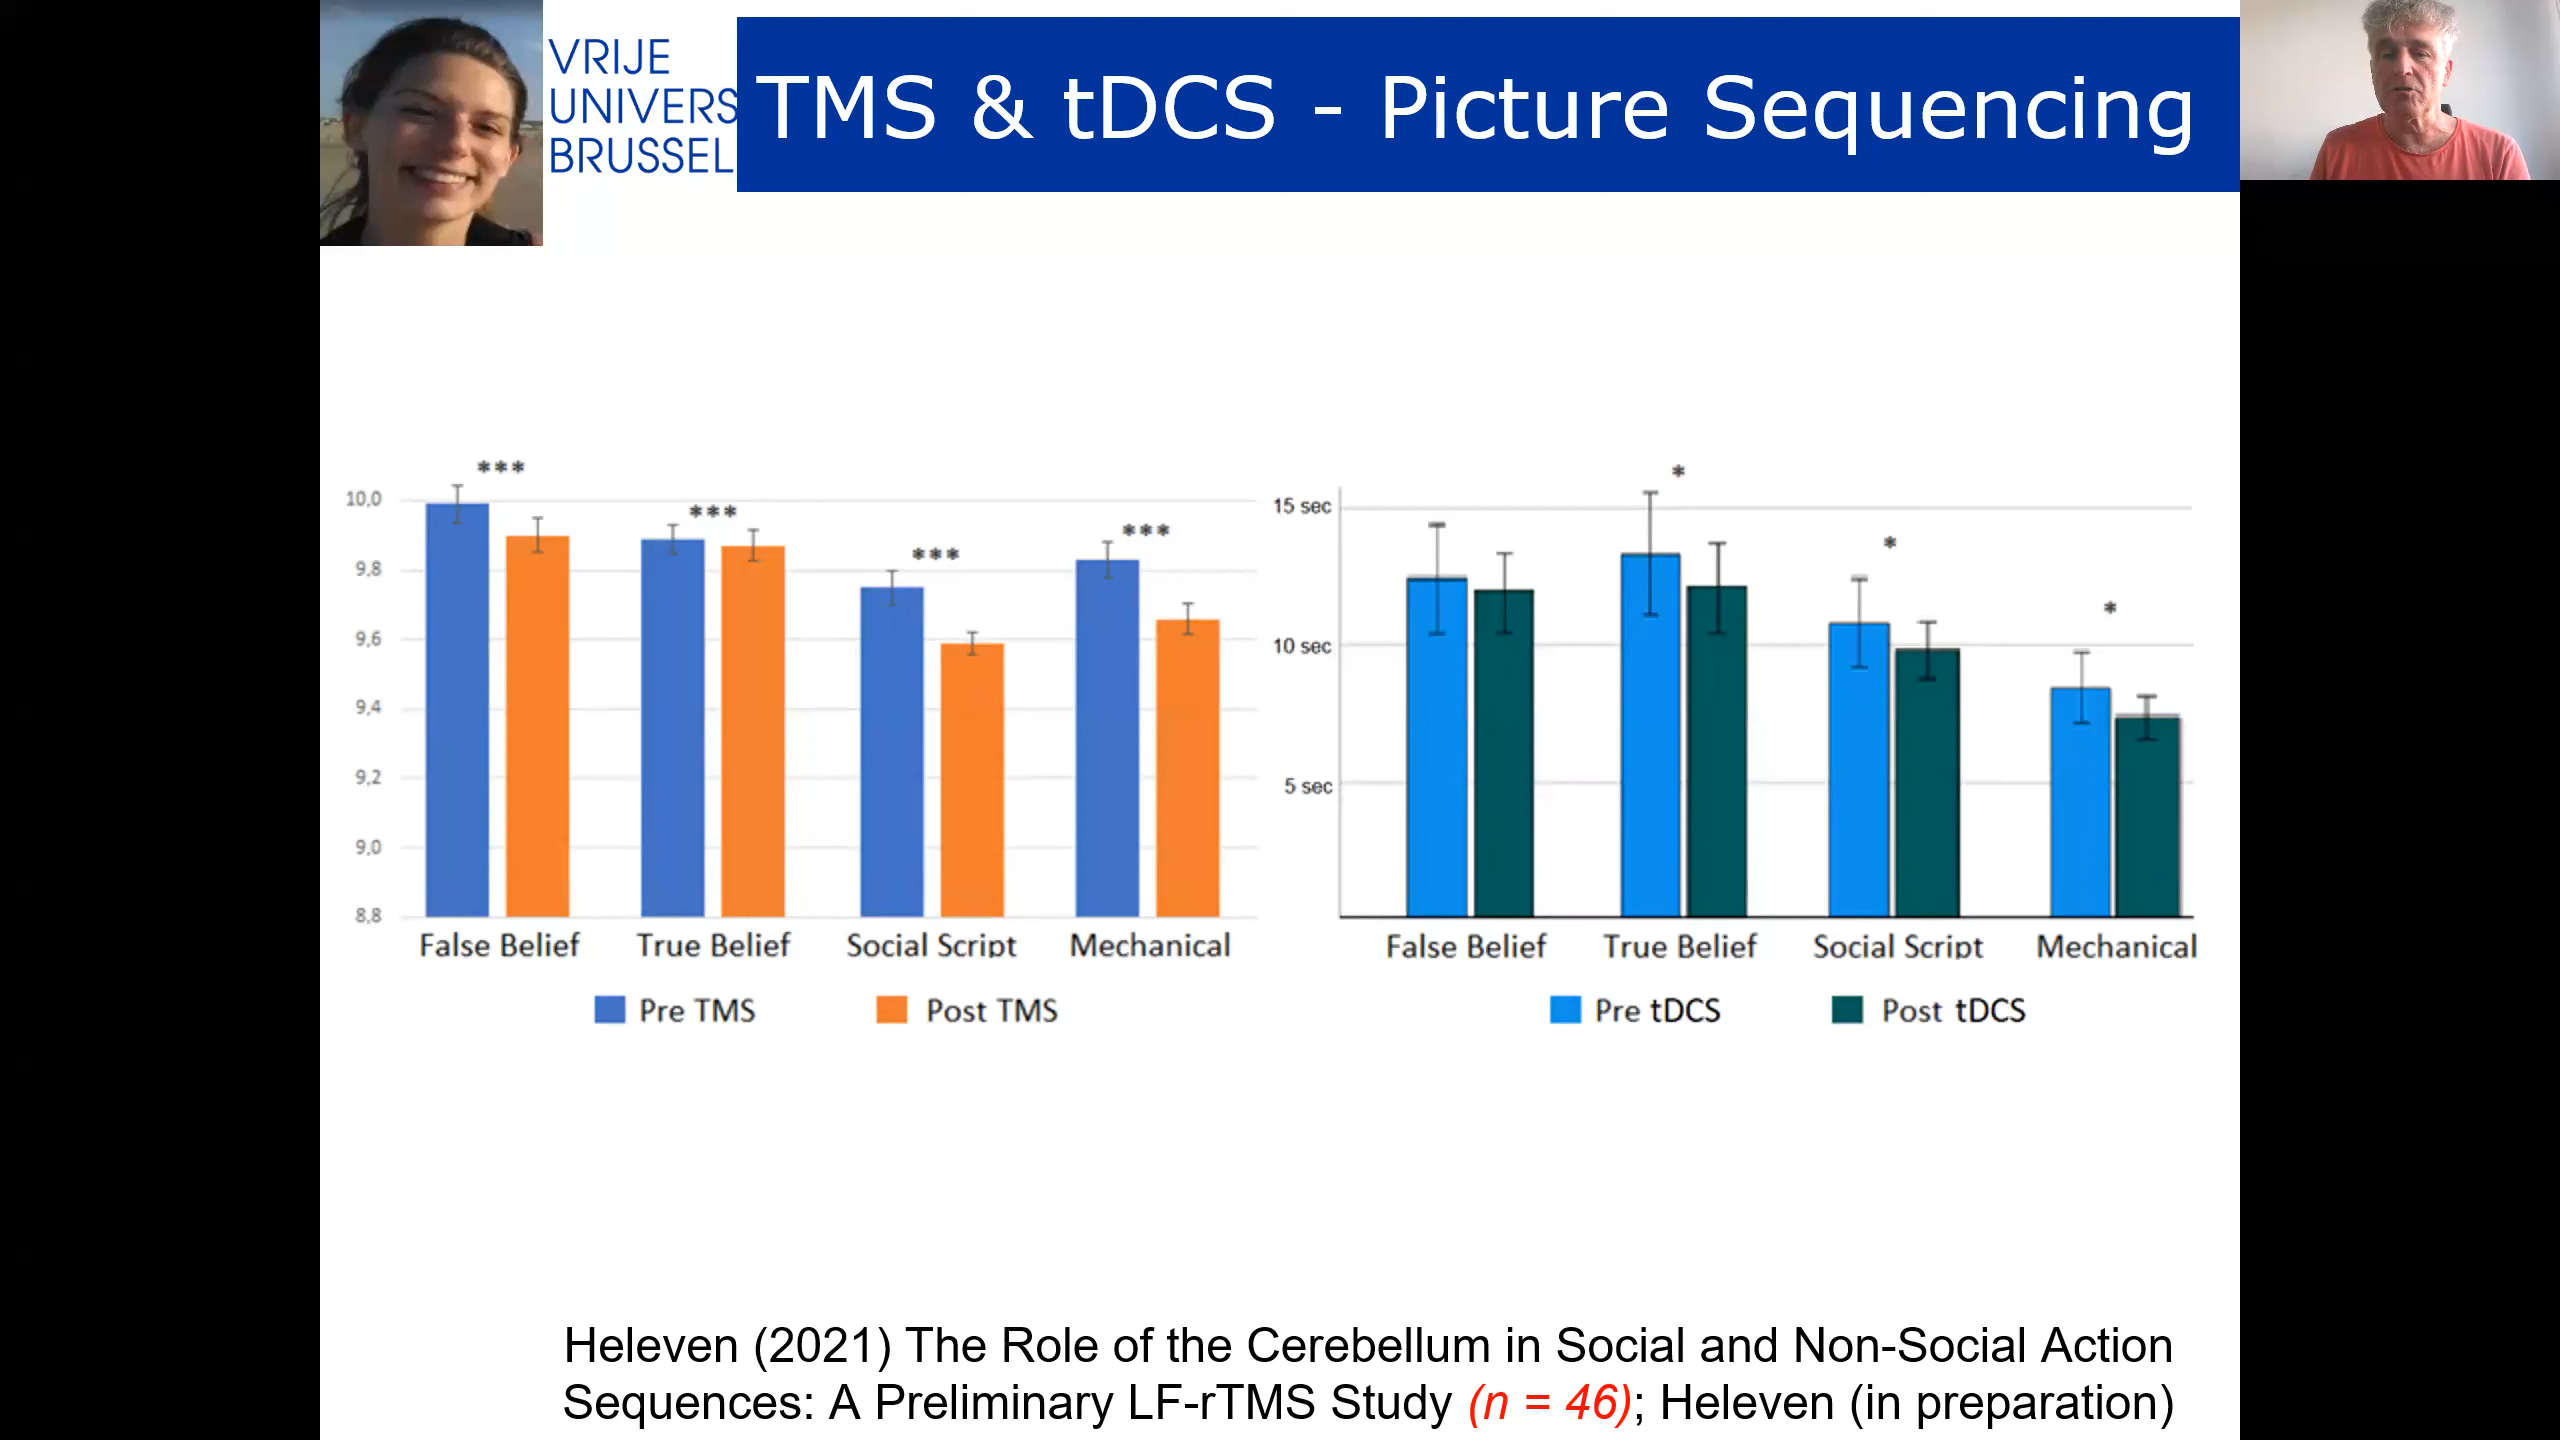 VRIJE
UNIVERS
BRUSSEL
TMS & tDCS - Picture Sequencing
***
***
***
***
10,0
9,8
9,6
9,4
9,2
9,0
8,8
False Belief True Belief Social Script Mechanical
Pre TMS Post TMS
*
*
*
15 sec
10 sec
5 sec
False Belief True Belief Social Script Mechanical
Pre tDCS Post tDCS
Heleven (2021) The Role of the Cerebellum in Social and Non-Social Action
Sequences: A Preliminary LF-rTMS Study (n = 46); Heleven (in preparation)